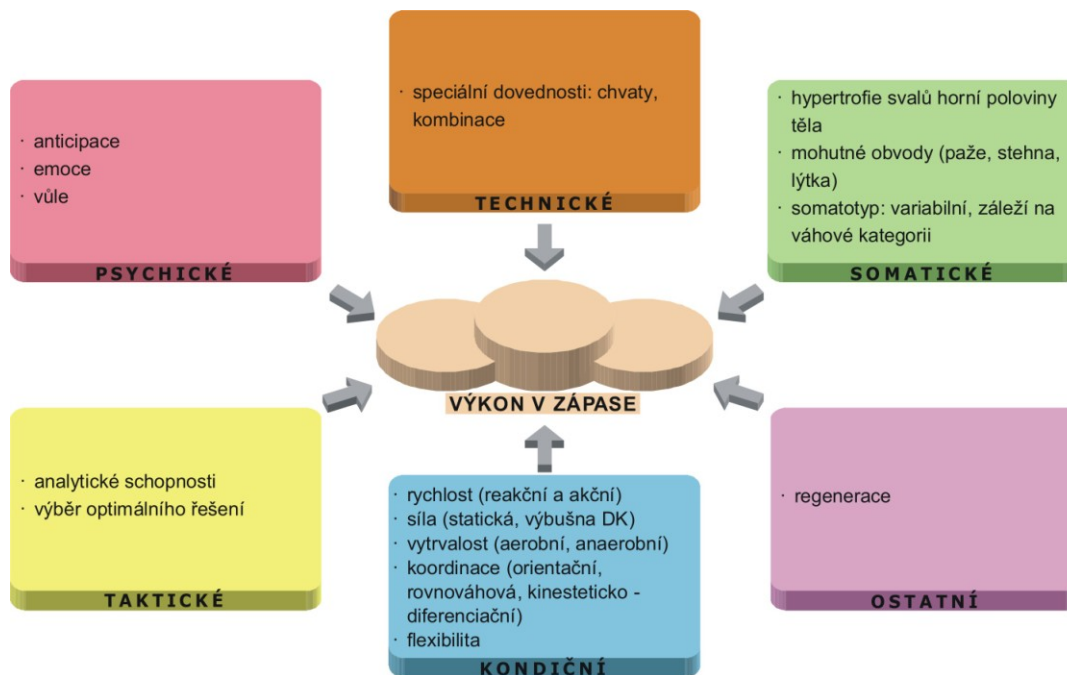 · anticipace
· emoce
· vůle
PSYCHICKÉ
· speciální dovednosti: chvaty,
kombinace
TECHNICKÉ
· hypertrofie svalů horní poloviny
těla
· mohutné obvody (paže, stehna,
lýtka)
· somatotyp: variabilní, záleží na
váhové kategorii
SOMATICKÉ
VÝKON V ZÁPASE
· analytické schopnosti
· výběr optimálního řešení
TAKTICKÉ
· rychlost (reakční a akční)
· síla (statická, výbušna DK)
· vytrvalost (aerobní, anaerobní)
· koordinace (orientační,
rovnováhová, kinesteticko -
diferenciační)
· flexibilita
KONDIČNÍ
· regenerace
OSTATNÍ